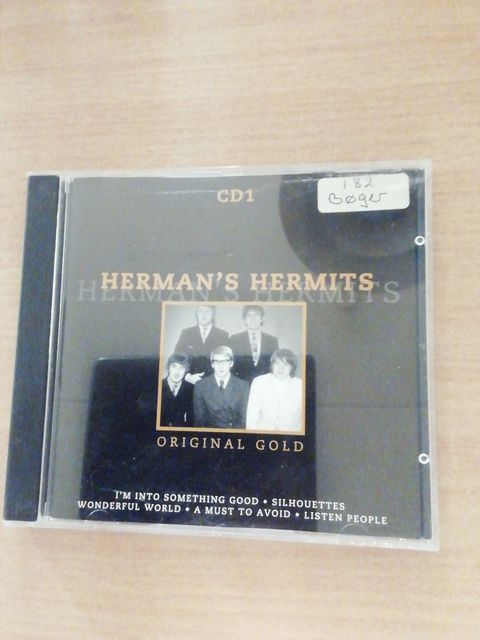 CD1
182
Bøger
HERMAN'S HERMITS
HERMAN'S HERMITS
ORIGINAL GOLD
I'M INTO SOMETHING GOOD • SILHOUETTES
WONDERFUL WORLD • A MUST TO AVOID • LISTEN PEOPLE